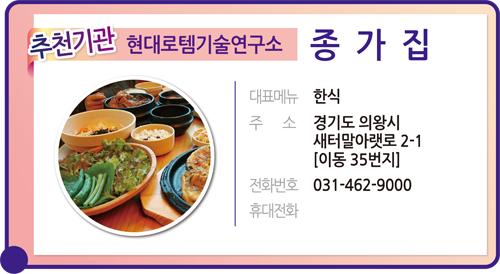 추천기관 현대로템기술연구소 종가집
대표메뉴 한식
주 소 경기도 의왕시
새터말아랫로 2-1
[이동 35번지]
전화번호 031-462-9000
휴대전화